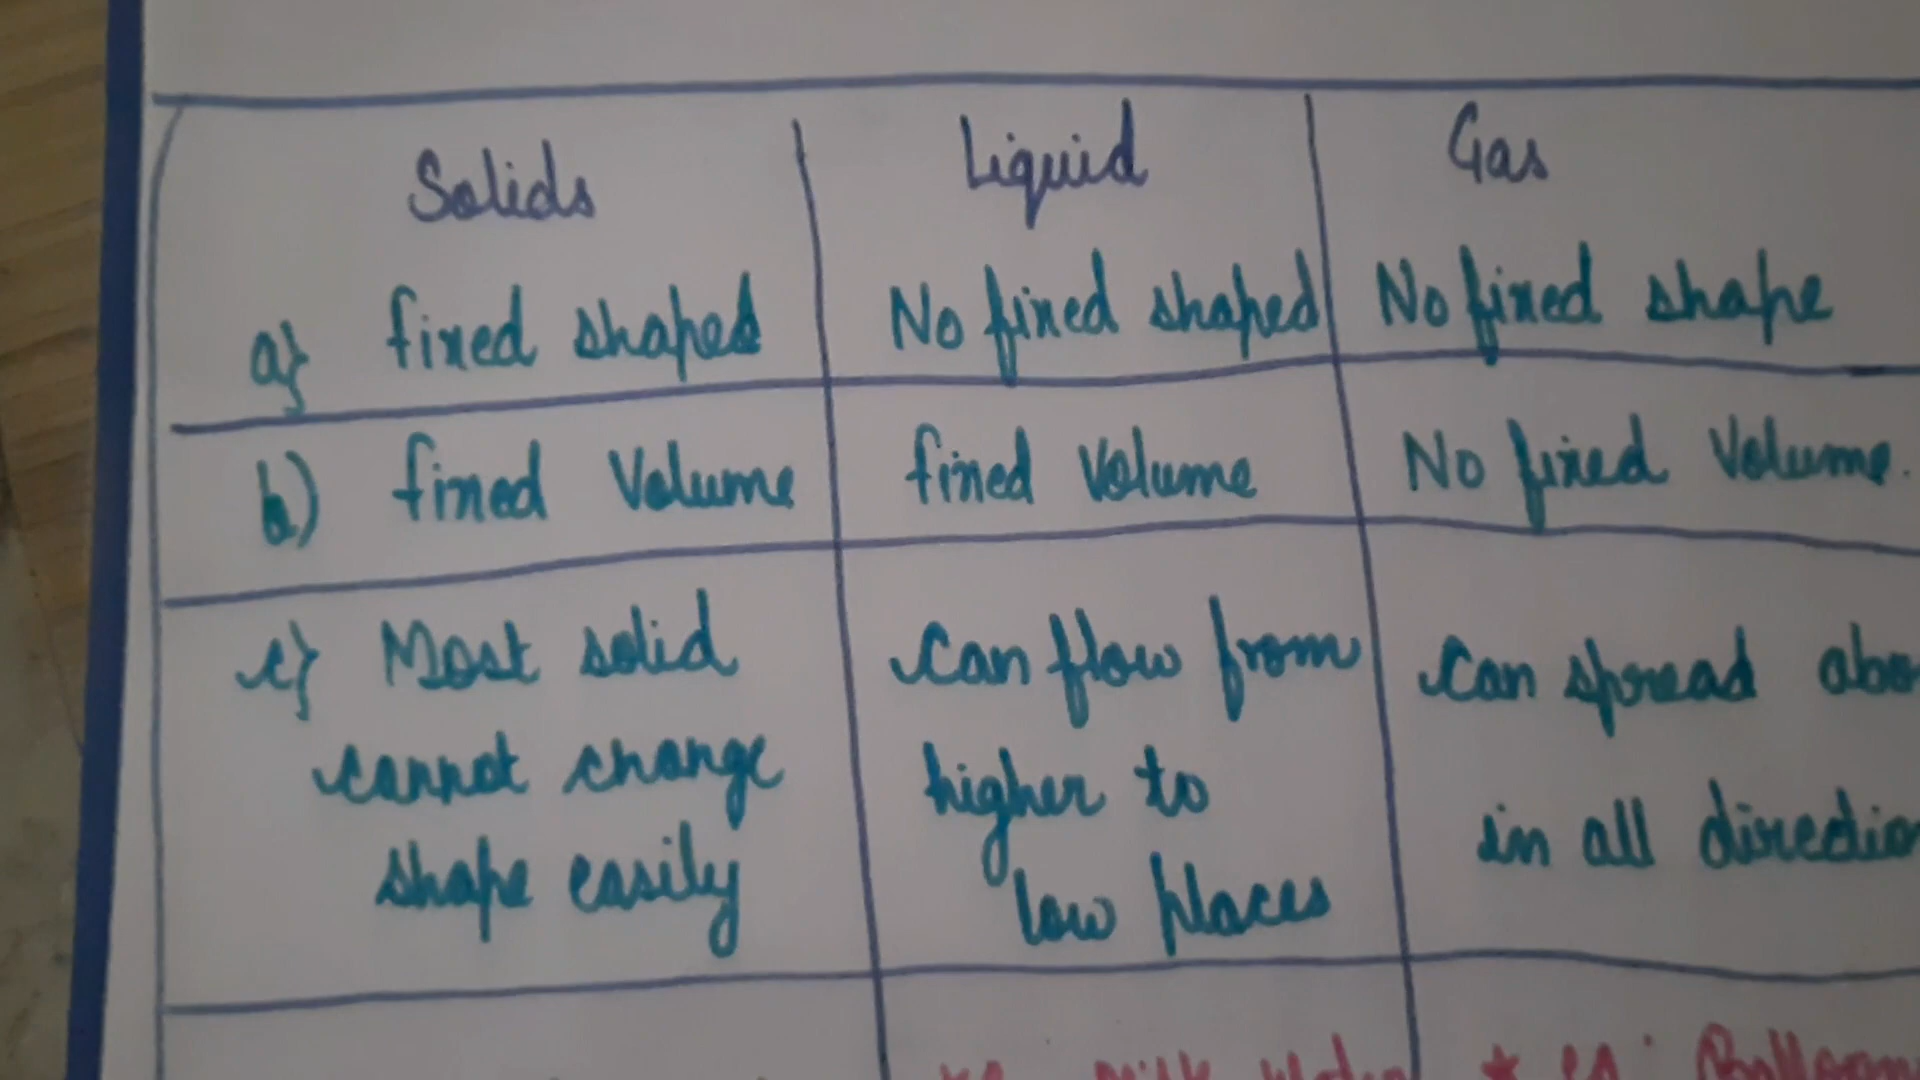 Solids Liquid Gas
a) fixed shaped No fixed shaped No fixed shape
b) fixed Volume fixed Volume No fixed Volume.
c) Most solid can flow from can spread
cannot change higher to in all
shape easily low places
* eg: